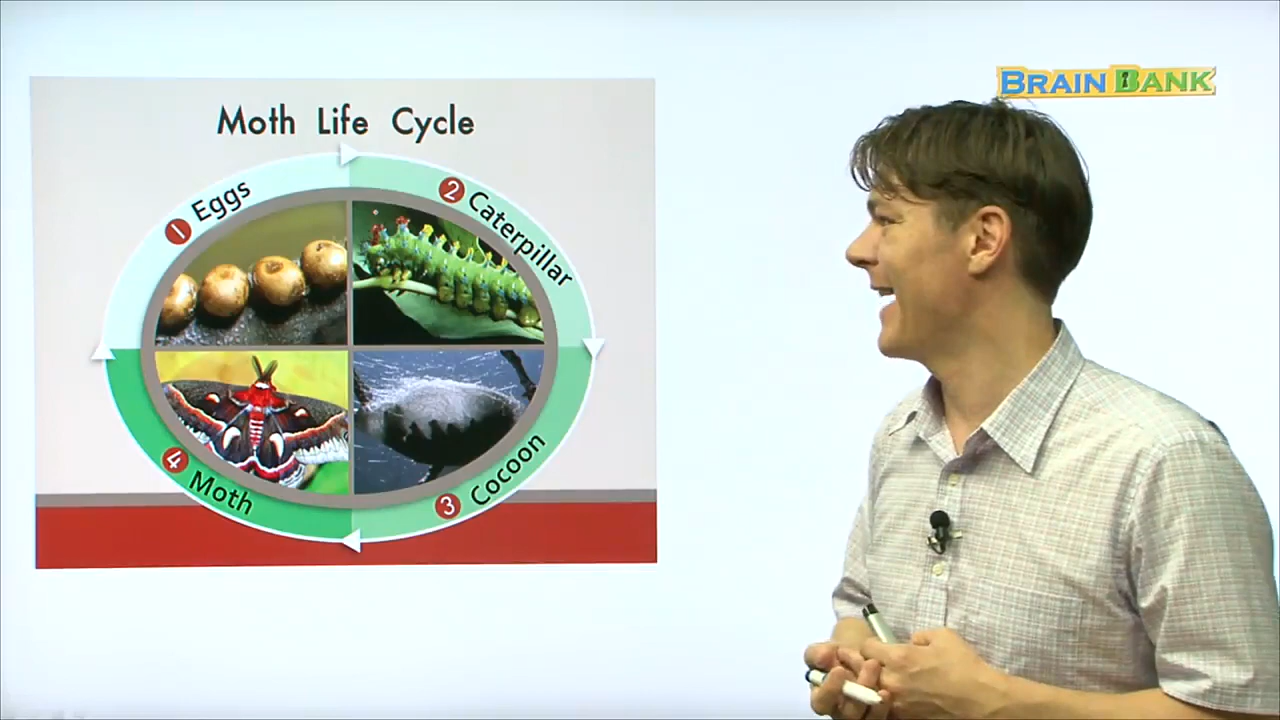 BRAIN BANK
Moth Life Cycle
1 Eggs
2 Caterpillar
3 Cocoon
4 Moth